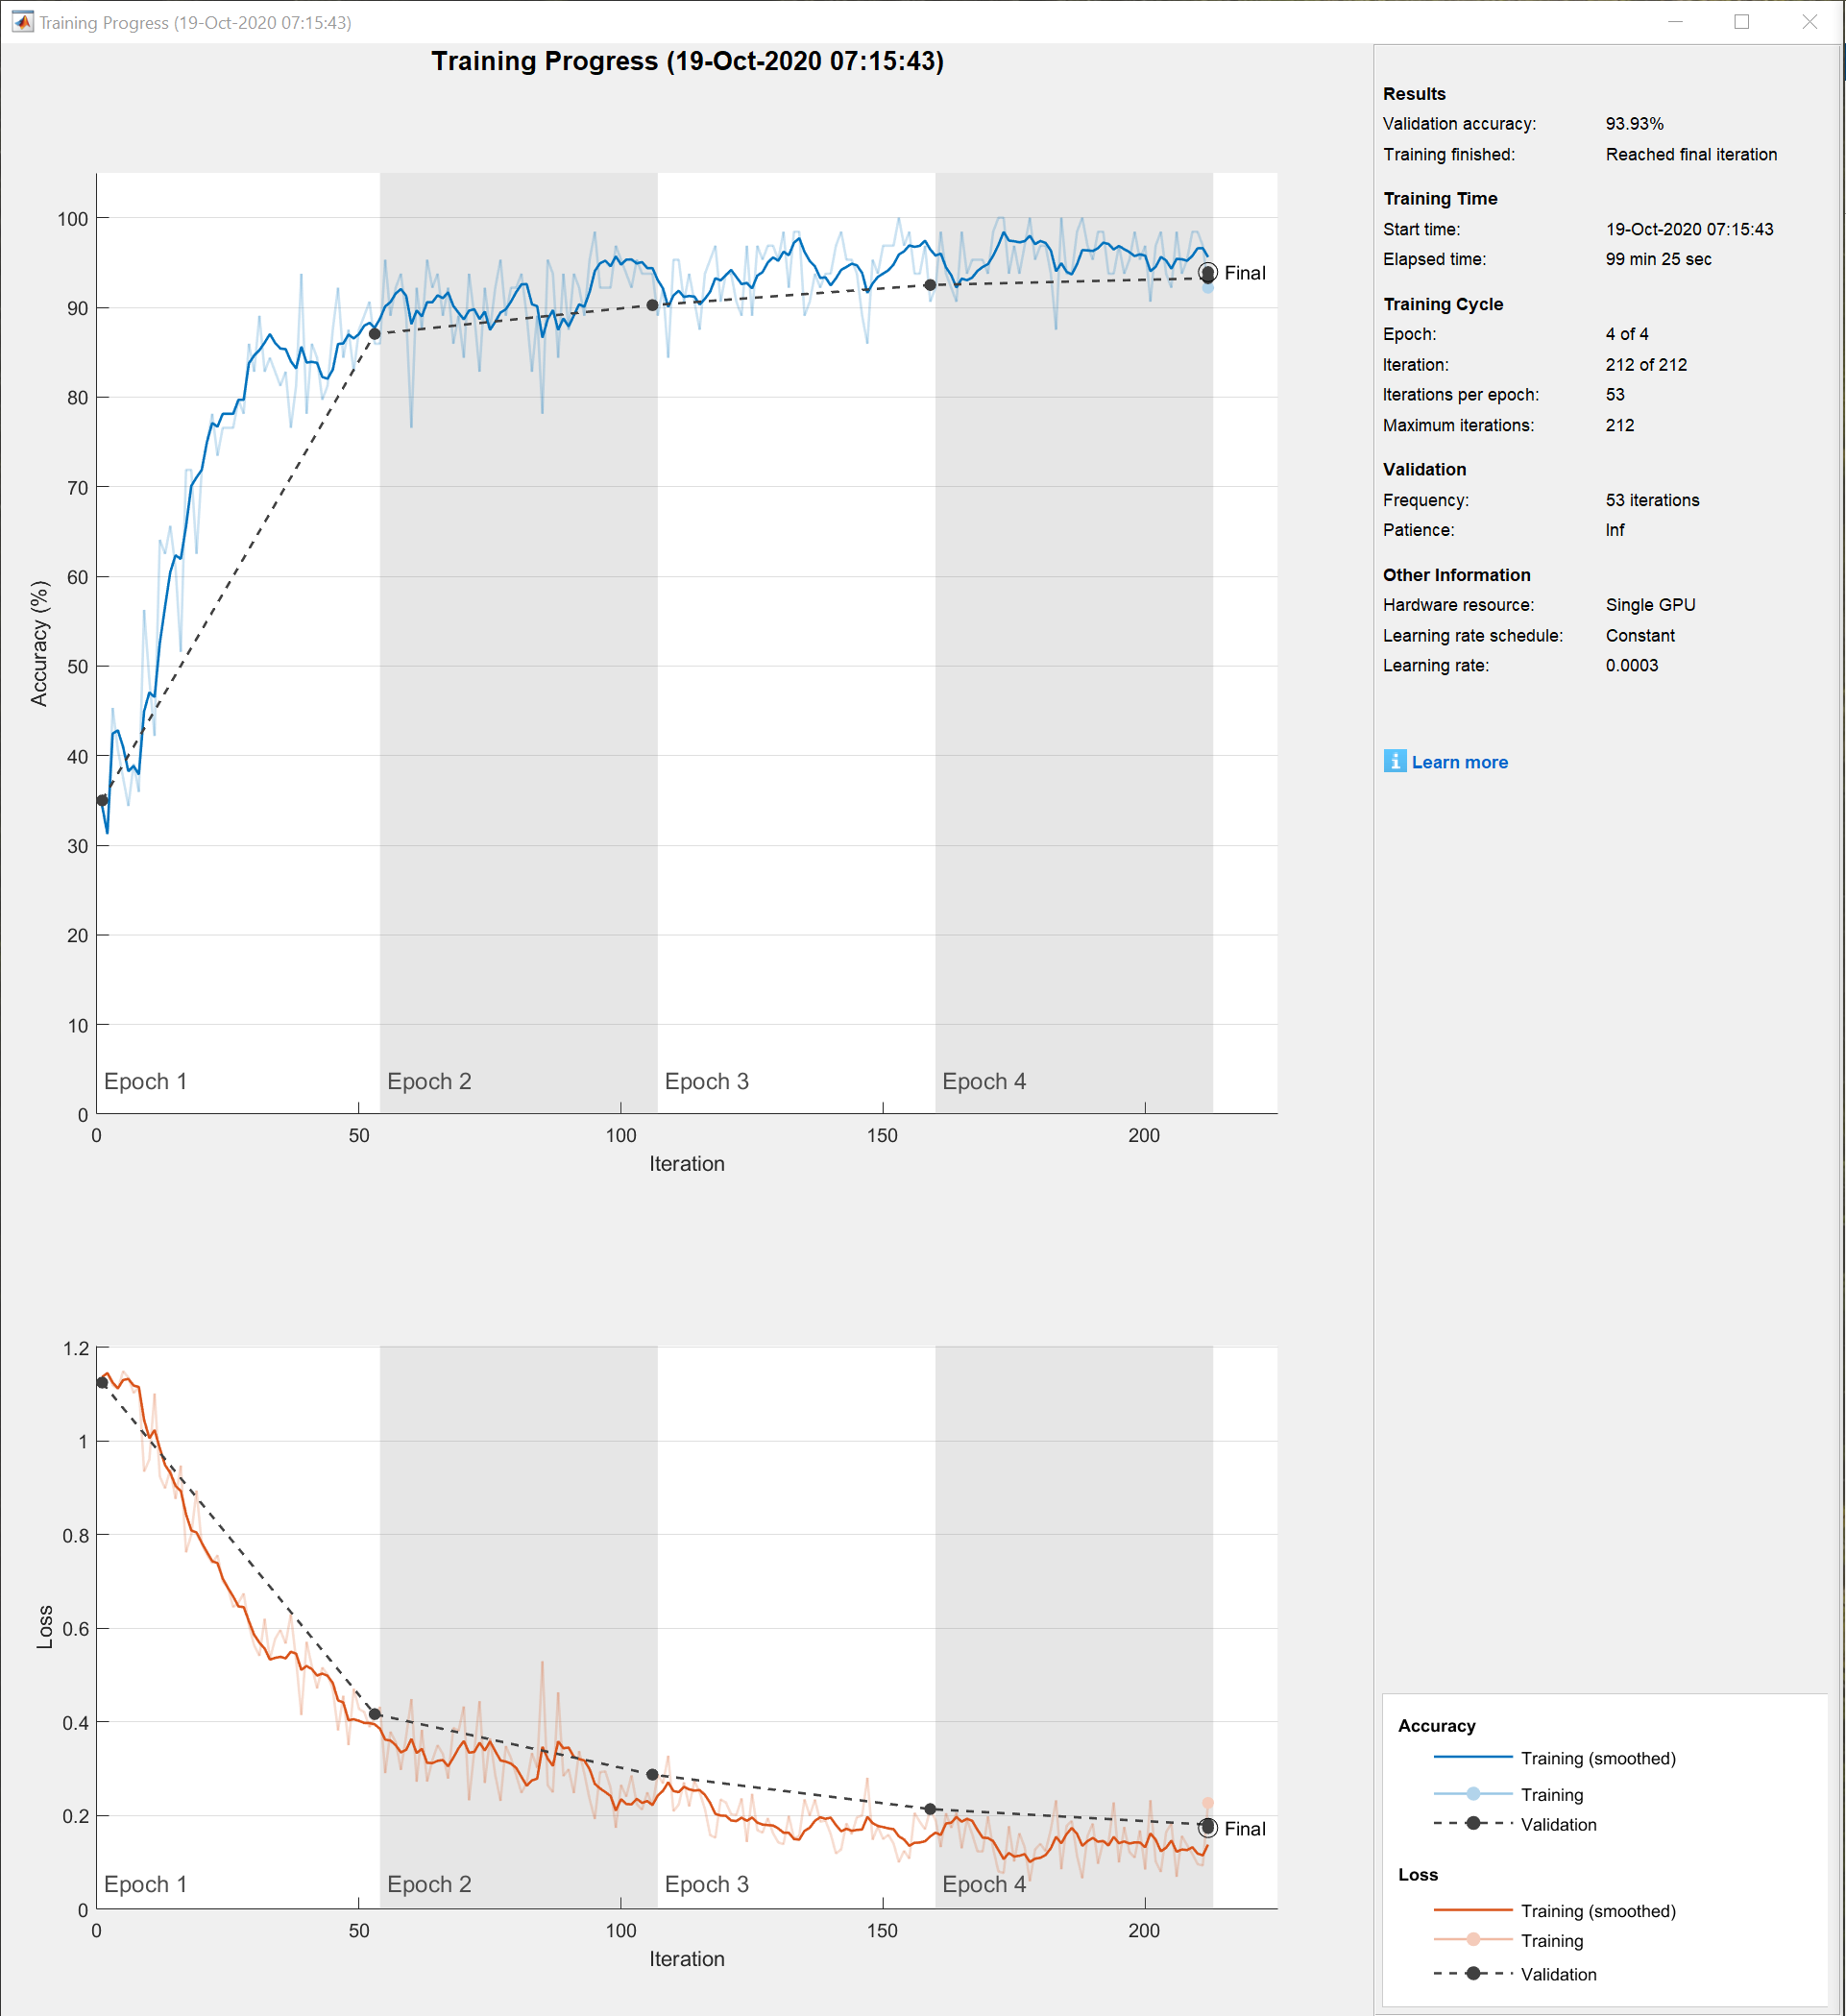 Training Progress (19-Oct-2020 07:15:43)
Training Progress (19-Oct-2020 07:15:43)
100
90
80
70
60
50
40
30
20
10
0
Accuracy (%)
Final
Epoch 1 Epoch 2 Epoch 3 Epoch 4
0 50 100 150 200
Iteration
1.2
1
0.8
0.6
0.4
0.2
0
Loss
Final
Epoch 1 Epoch 2 Epoch 3 Epoch 4
0 50 100 150 200
Iteration
Results
Validation accuracy: 93.93%
Training finished: Reached final iteration
Training Time
Start time: 19-Oct-2020 07:15:43
Elapsed time: 99 min 25 sec
Training Cycle
Epoch: 4 of 4
Iteration: 212 of 212
Iterations per epoch: 53
Maximum iterations: 212
Validation
Frequency: 53 iterations
Patience: Inf
Other Information
Hardware resource: Single GPU
Learning rate schedule: Constant
Learning rate: 0.0003
i Learn more
Accuracy
Training (smoothed)
Training
Validation
Loss
Training (smoothed)
Training
Validation